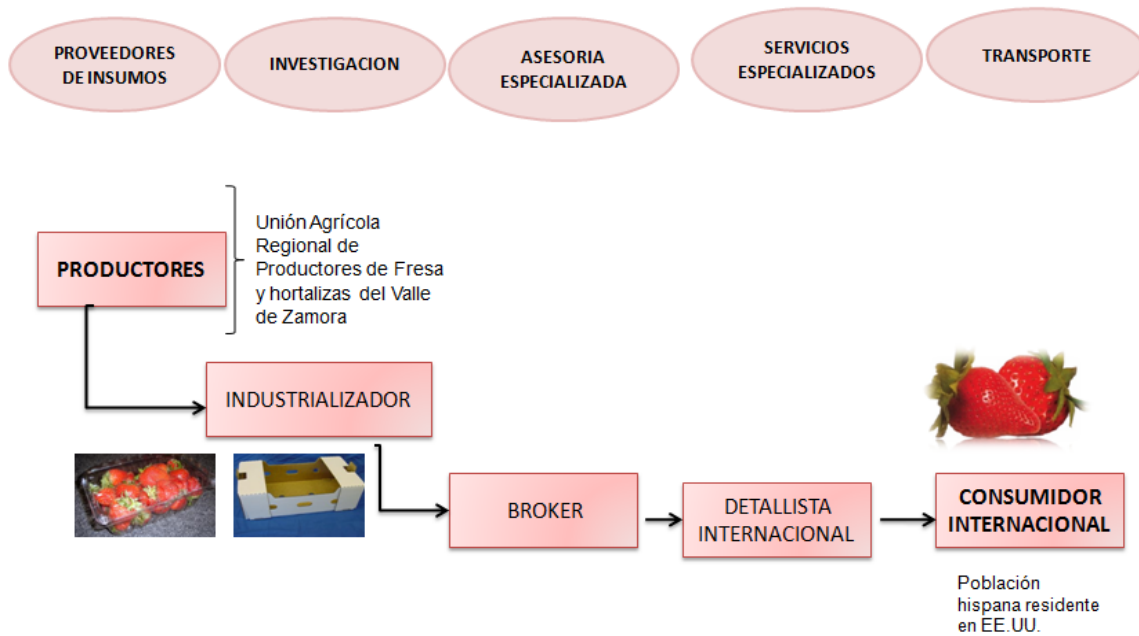 PROVEEDORES
DE INSUMOS
INVESTIGACION
ASESORIA
ESPECIALIZADA
SERVICIOS
ESPECIALIZADOS
TRANSPORTE
PRODUCTORES
Unión Agrícola
Regional de
Productores de Fresa
y hortalizas del Valle
de Zamora
INDUSTRIALIZADOR
BROKER
DETALLISTA
INTERNACIONAL
CONSUMIDOR
INTERNACIONAL
Población
hispana residente
en EE.UU.